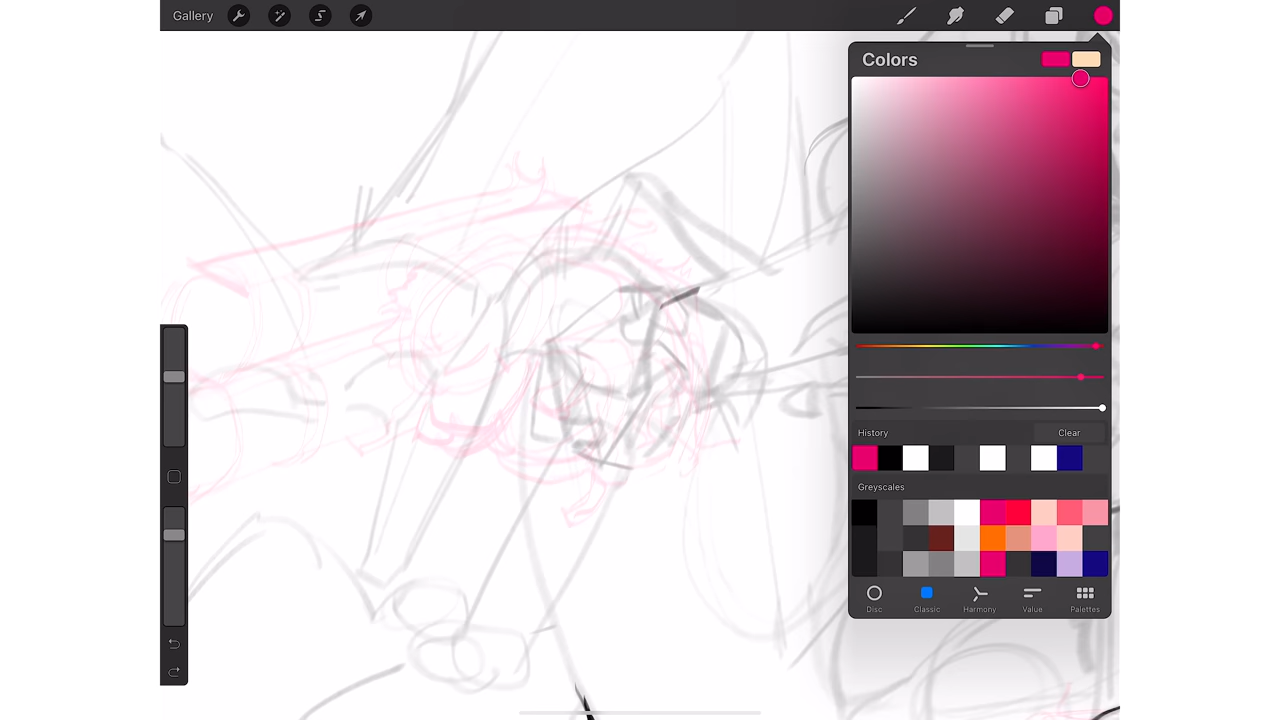 Gallery
Colors
History
Clear
Greyscales
Disc
Classic
Harmony
Value
Palettes